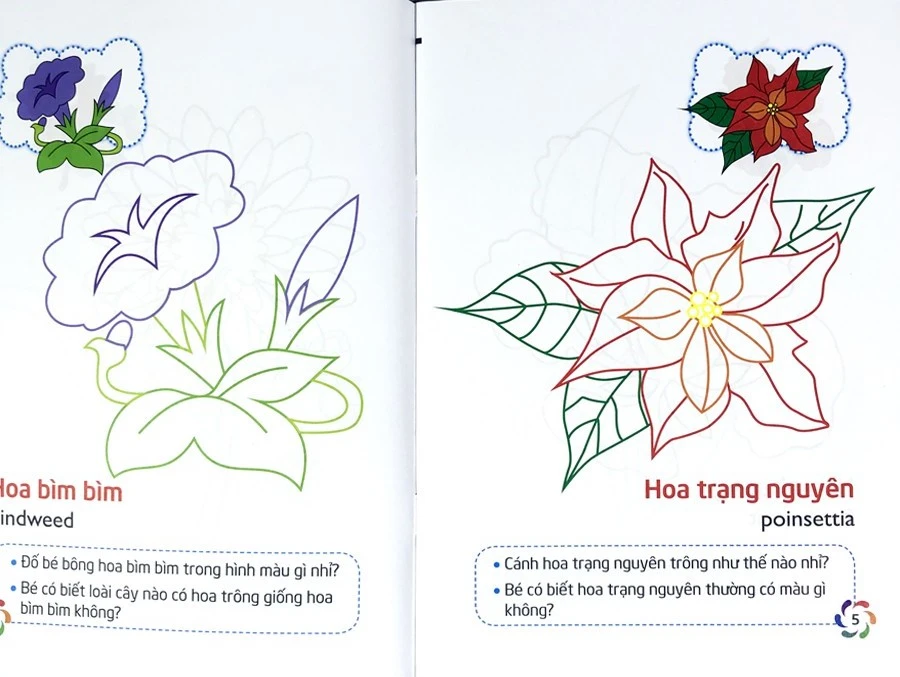 Hoa bìm bìm
indweed
• Đố bé bông hoa bìm bìm trong hình màu gì nhỉ?
• Bé có biết loài cây nào có hoa trông giống hoa
bìm bìm không?
Hoa trạng nguyên
poinsettia
• Cánh hoa trạng nguyên trông như thế nào nhỉ?
• Bé có biết hoa trạng nguyên thường có màu gì
không?
5